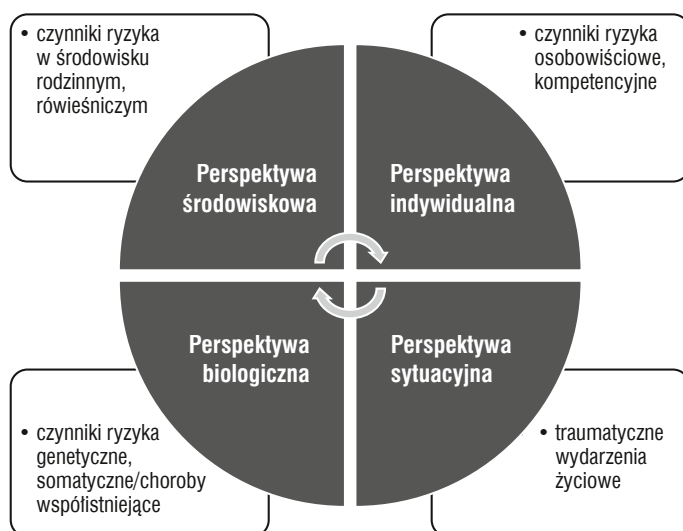 • czynniki ryzyka
w środowisku
rodzinnym,
rówieśniczym
• czynniki ryzyka
osobowiściowe,
kompetencyjne
Perspektywa
środowiskowa
Perspektywa
indywidualna
Perspektywa
biologiczna
Perspektywa
sytuacyjna
• czynniki ryzyka
genetyczne,
somatyczne/choroby
współistniejące
• traumatyczne
wydarzenia
życiowe